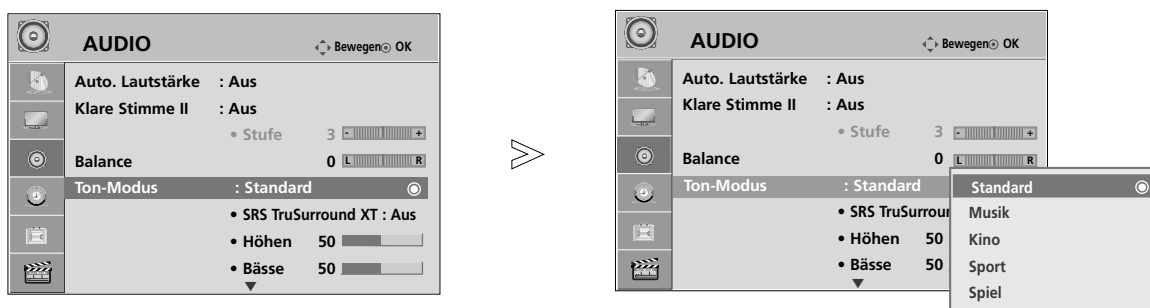 AUDIO
Bewegen OK
Auto. Lautstärke : Aus
Klare Stimme II : Aus
• Stufe 3 - +
Balance 0 L R
Ton-Modus : Standard
• SRS TruSurround XT : Aus
• Höhen 50
• Bässe 50
AUDIO
Bewegen OK
Auto. Lautstärke : Aus
Klare Stimme II : Aus
• Stufe 3 - +
Balance 0 L R
Ton-Modus : Standard
• SRS TruSurroun
• Höhen 50
• Bässe 50
Standard
Musik
Kino
Sport
Spiel